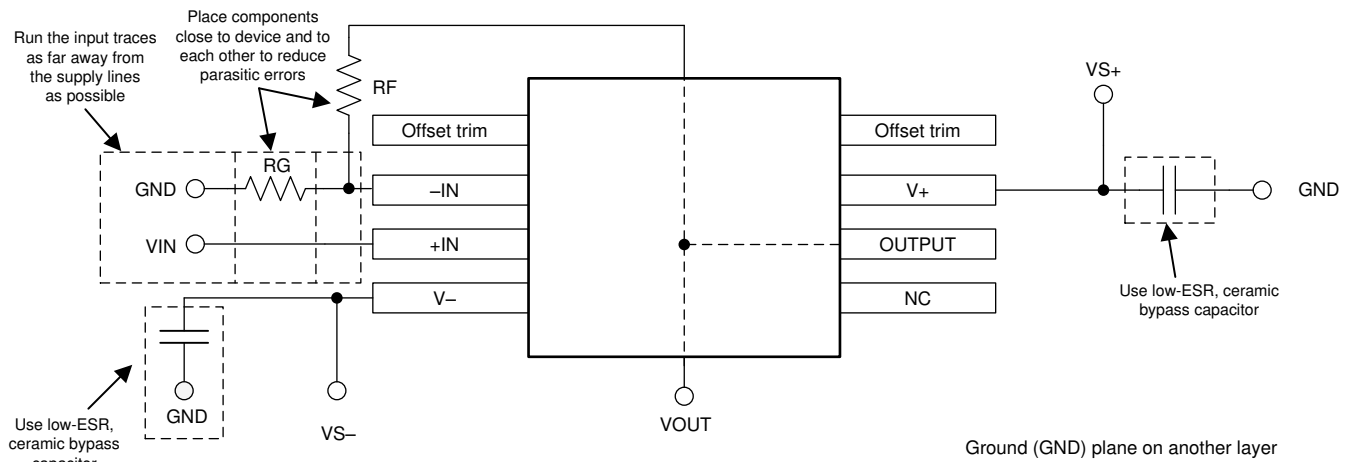 Place components
close to device and to
each other to reduce
parasitic errors
Run the input traces
as far away from
the supply lines
as possible
RF
VS+
Offset trim
Offset trim
RG
GND
–IN
V+
GND
VIN
+IN
OUTPUT
V–
NC
Use low-ESR, ceramic
bypass capacitor
GND
VS–
VOUT
Use low-ESR,
ceramic bypass
capacitor
Ground (GND) plane on another layer